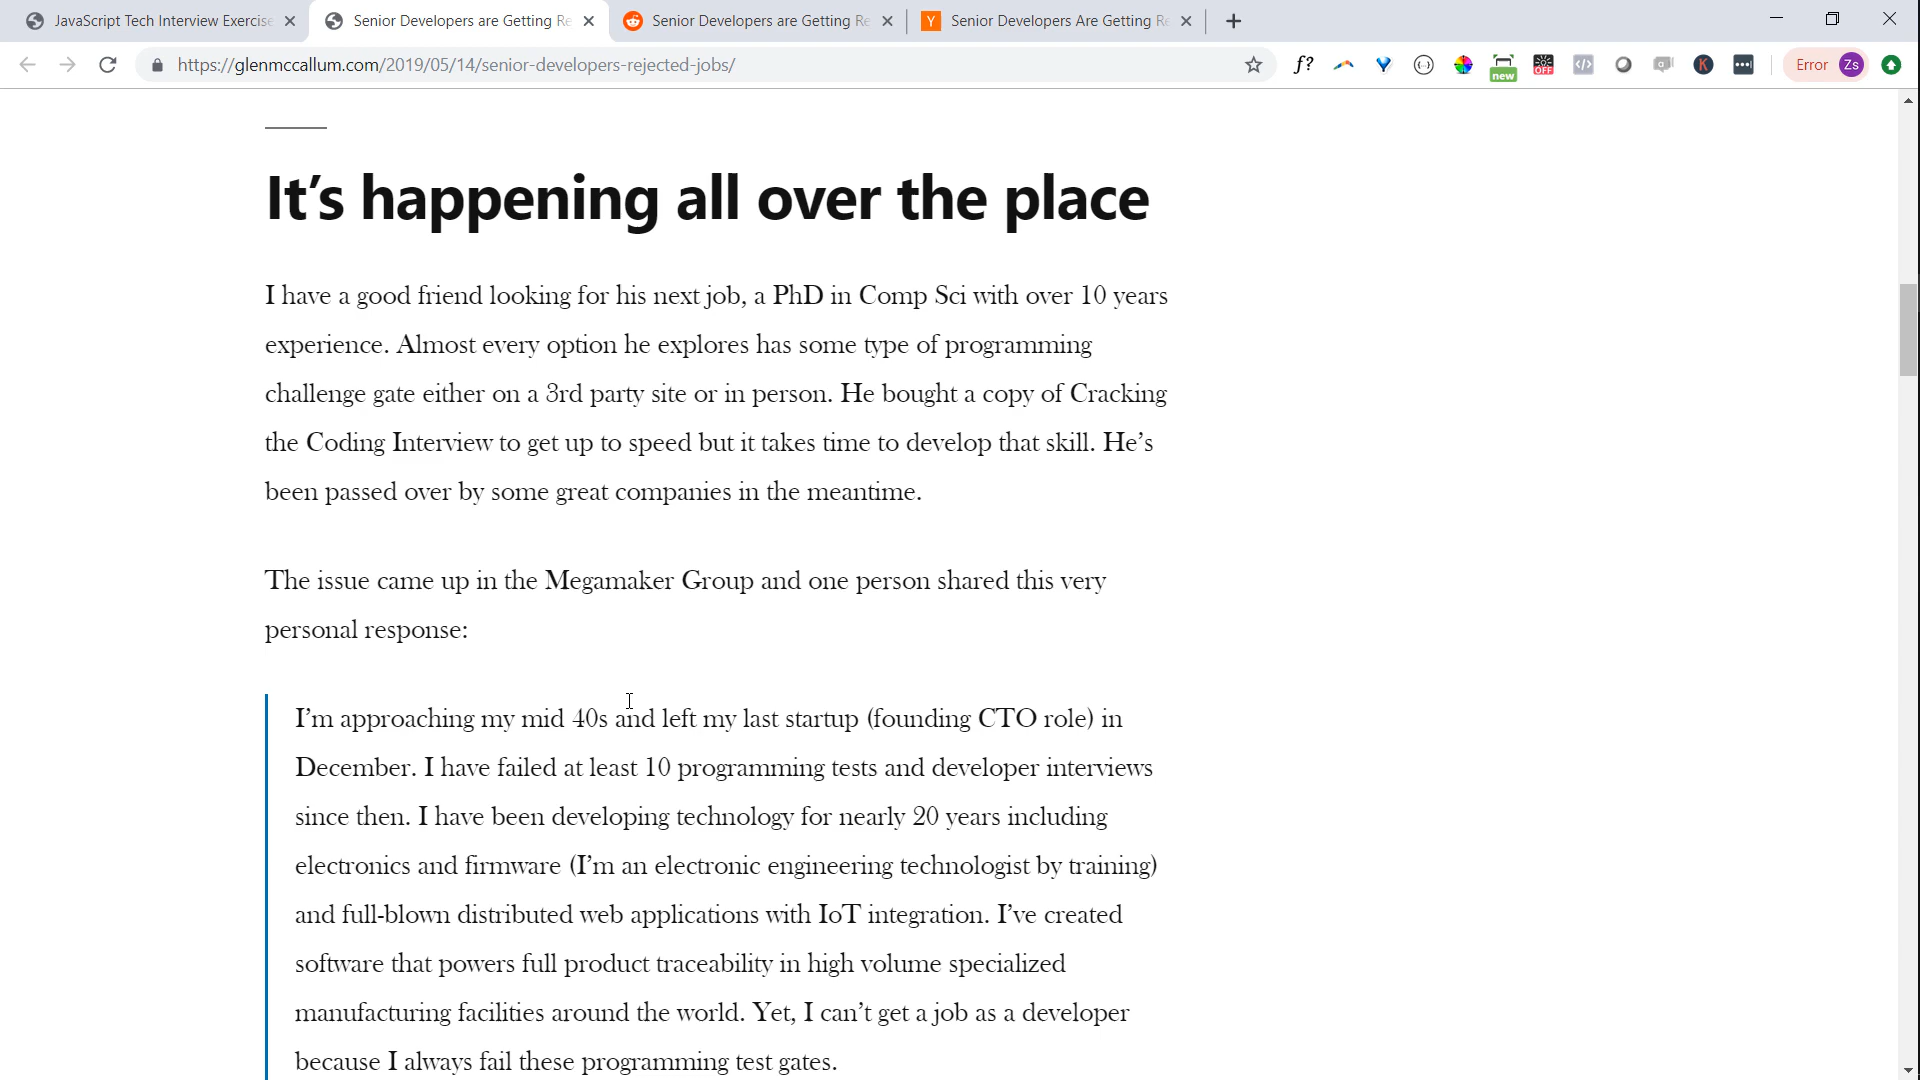 JavaScript Tech Interview Exercise
Senior Developers are Getting Re
Senior Developers are Getting Re
Senior Developers Are Getting Re
https://glenmccallum.com/2019/05/14/senior-developers-rejected-jobs/
f?
new
OFF
K
Error
Zs
It's happening all over the place
I have a good friend looking for his next job, a PhD in Comp Sci with over 10 years
experience. Almost every option he explores has some type of programming
challenge gate either on a 3rd party site or in person. He bought a copy of Cracking
the Coding Interview to get up to speed but it takes time to develop that skill. He's
been passed over by some great companies in the meantime.
The issue came up in the Megamaker Group and one person shared this very
personal response:
I'm approaching my mid 40s and left my last startup (founding CTO role) in
December. I have failed at least 10 programming tests and developer interviews
since then. I have been developing technology for nearly 20 years including
electronics and firmware (I'm an electronic engineering technologist by training)
and full-blown distributed web applications with IoT integration. I've created
software that powers full product traceability in high volume specialized
manufacturing facilities around the world. Yet, I can't get a job as a developer
because I always fail these programming test gates.